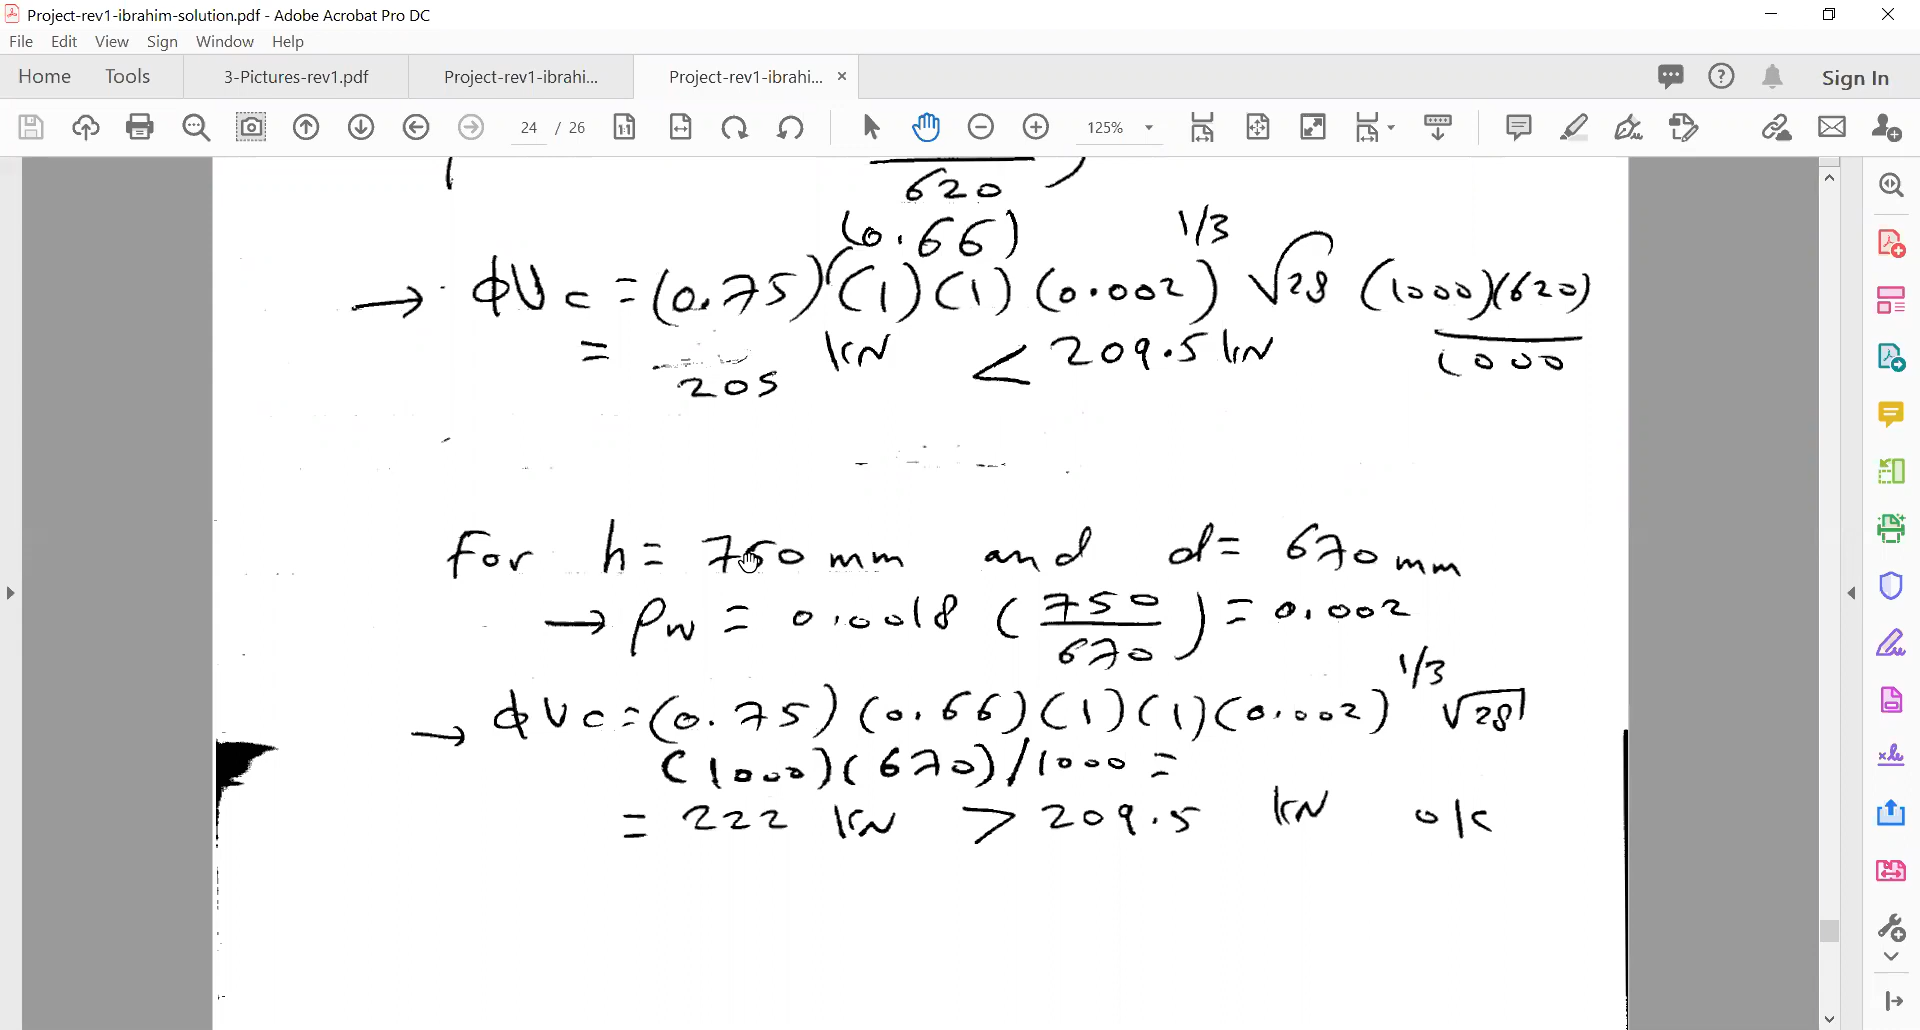 Project-rev1-ibrahim-solution.pdf - Adobe Acrobat Pro DC
File Edit View Sign Window Help
Home Tools 3-Pictures-rev1.pdf Project-rev1-ibrahi... Project-rev1-ibrahi... × Sign In
24 / 26 125%
620
(0.66) 1/3
→ ϕVc = (0.75)(1)(1)(0.002) √28 (1000)(620)
= 205 kN < 209.5 kN 1000
For h = 750 mm and d = 670 mm
→ ρw = 0.0018 (750/670) = 0.002
1/3
→ ϕVc = (0.75)(0.66)(1)(1)(0.002) √28
(1000)(670)/1000 =
= 222 kN > 209.5 kN ok